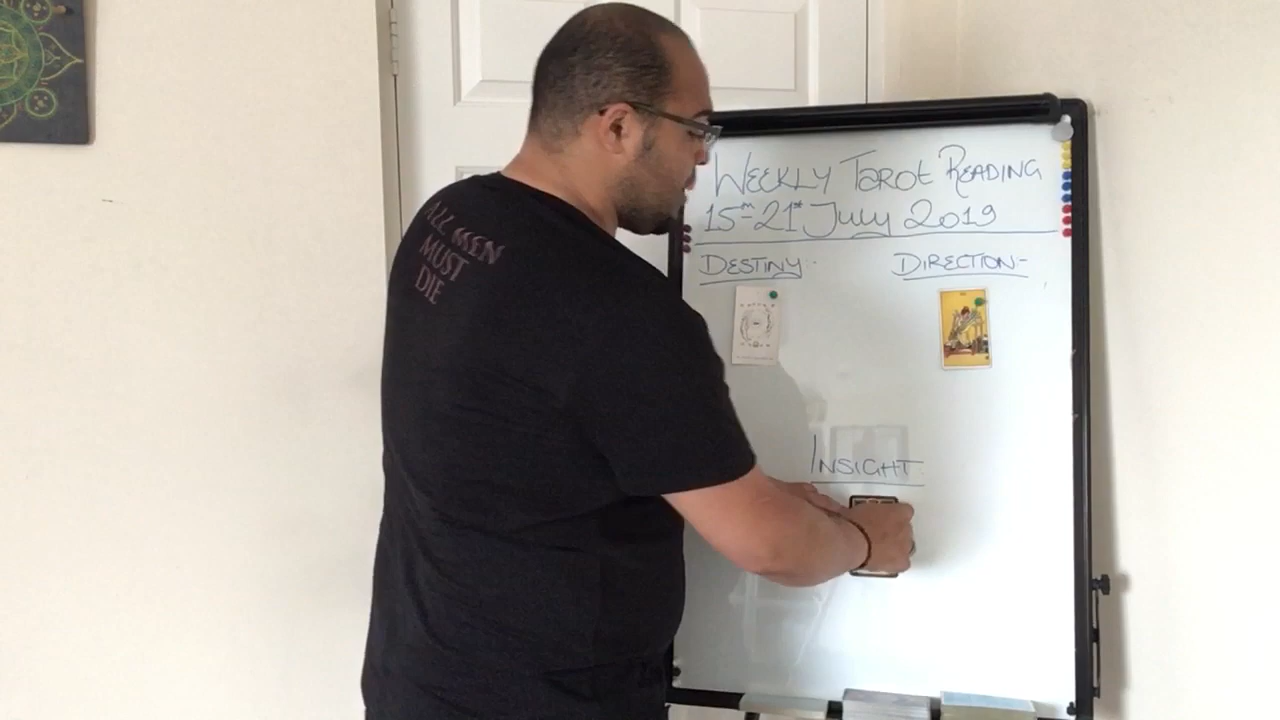 WEEKLY TAROT READING
15TH-21ST JULY 2019
DESTINY:-
DIRECTION:-
INSIGHT:
ALL MEN
MUST
DIE